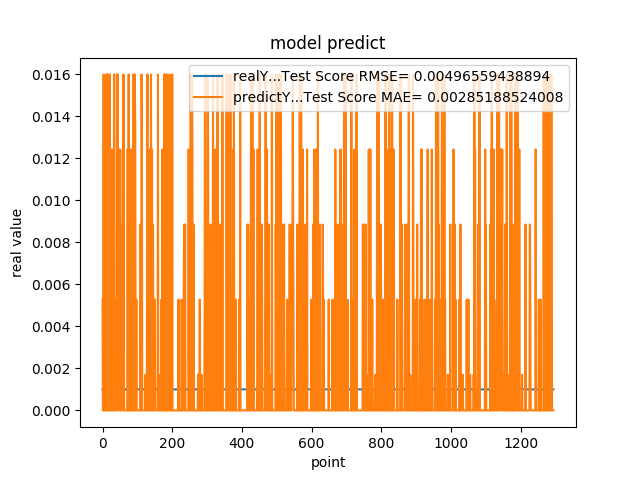 model predict
realY...Test Score RMSE= 0.00496559438894
predictY...Test Score MAE= 0.00285188524008
0.016
0.014
0.012
0.010
0.008
0.006
0.004
0.002
0.000
real value
0 200 400 600 800 1000 1200
point